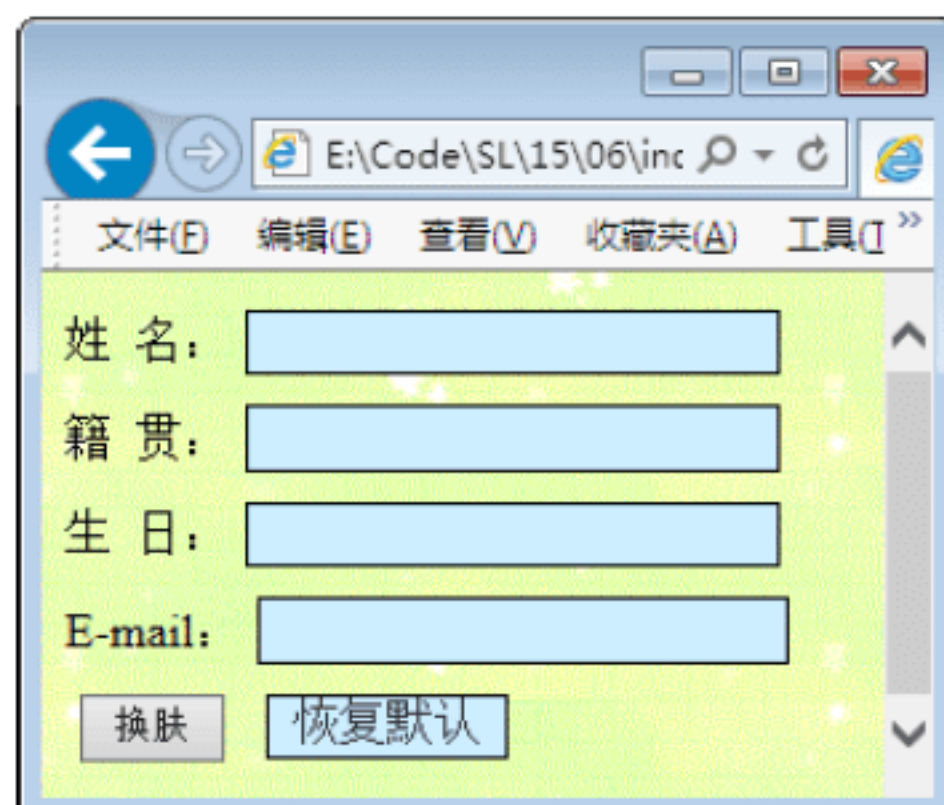 E:\Code\SL\15\06\inc
文件(F) 编辑(E) 查看(V) 收藏夹(A) 工具(T
姓 名：
籍 贯：
生 日：
E-mail：
换肤 恢复默认